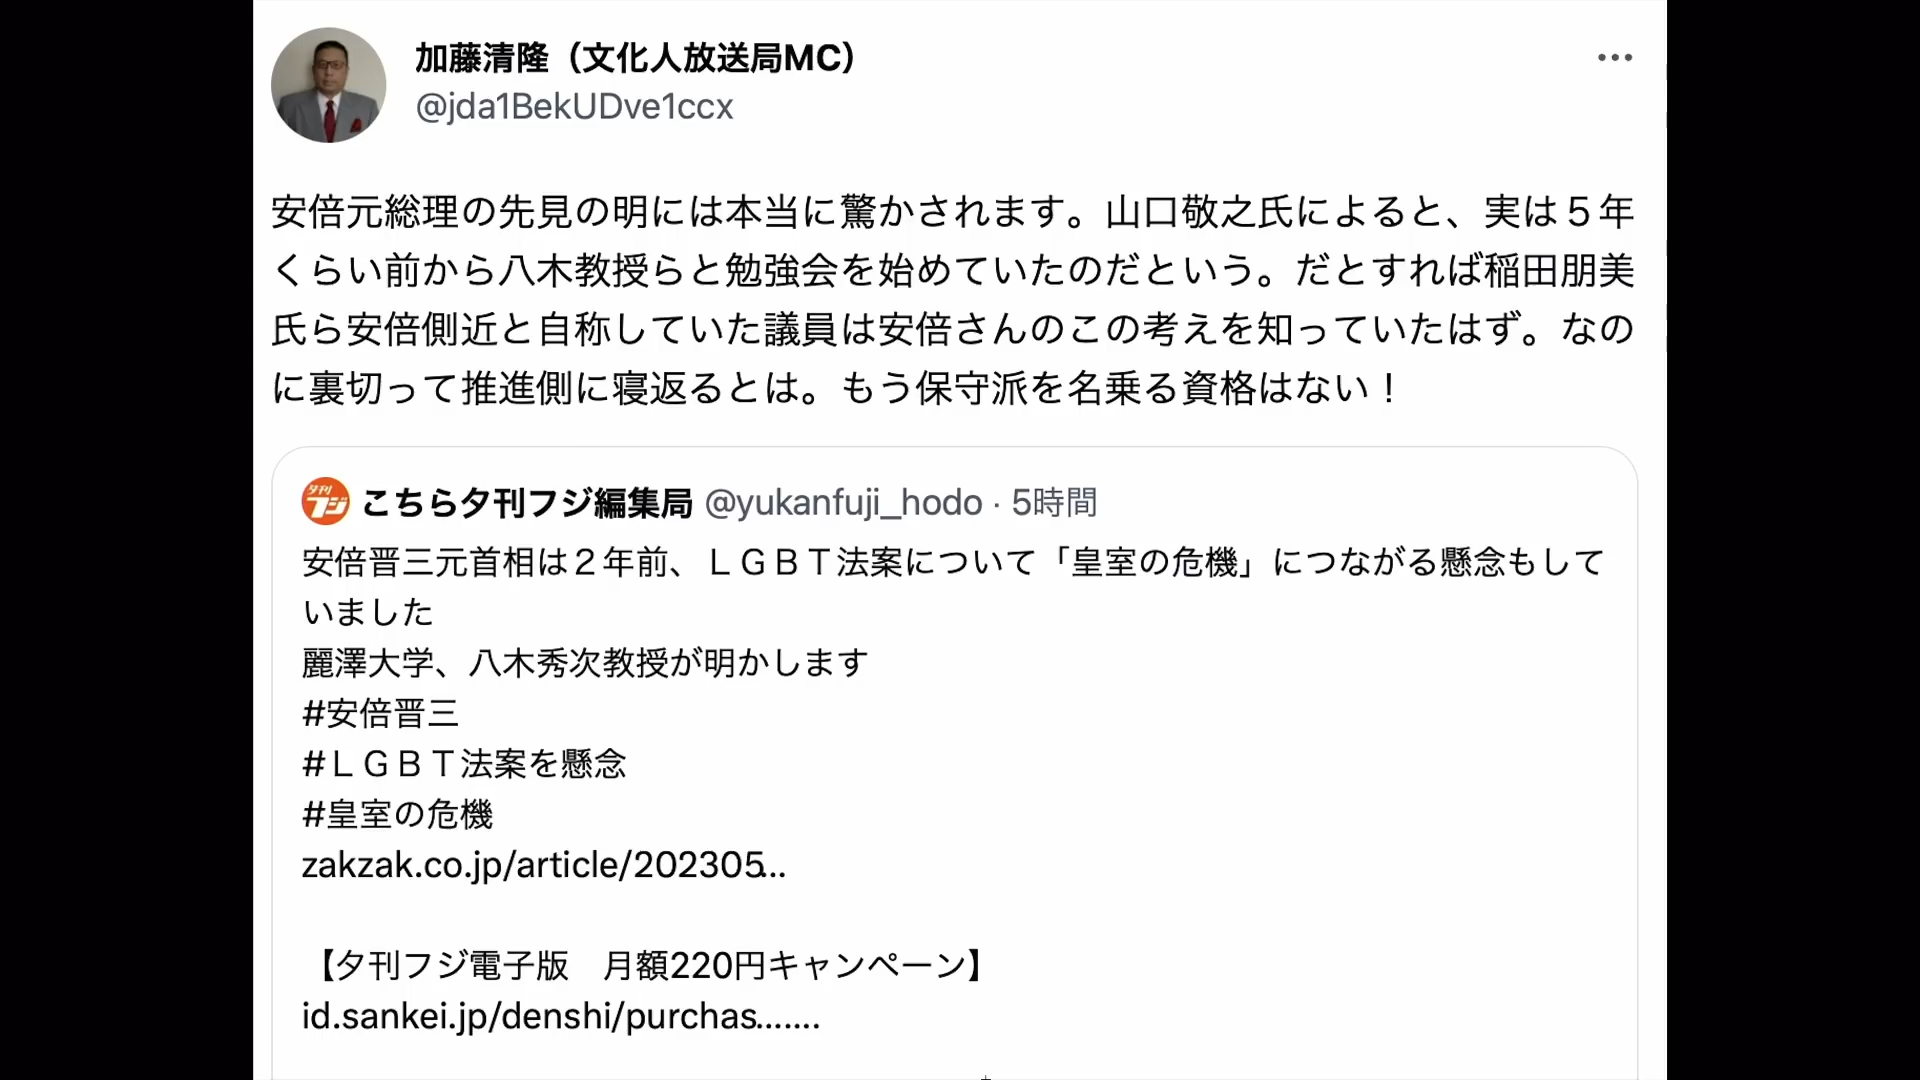 加藤清隆（文化人放送局MC）
@jda1BekUDve1ccx
安倍元総理の先見の明には本当に驚かされます。山口敬之氏によると、実は５年
くらい前から八木教授らと勉強会を始めていたのだという。だとすれば稲田朋美
氏ら安倍側近と自称していた議員は安倍さんのこの考えを知っていたはず。なの
に裏切って推進側に寝返るとは。もう保守派を名乗る資格はない！
夕刊フジ
こちら夕刊フジ編集局 @yukanfuji_hodo · 5時間
安倍晋三元首相は２年前、ＬＧＢＴ法案について「皇室の危機」につながる懸念もして
いました
麗澤大学、八木秀次教授が明かします
#安倍晋三
#ＬＧＢＴ法案を懸念
#皇室の危機
zakzak.co.jp/article/202305...
【夕刊フジ電子版　月額220円キャンペーン】
id.sankei.jp/denshi/purchas.......